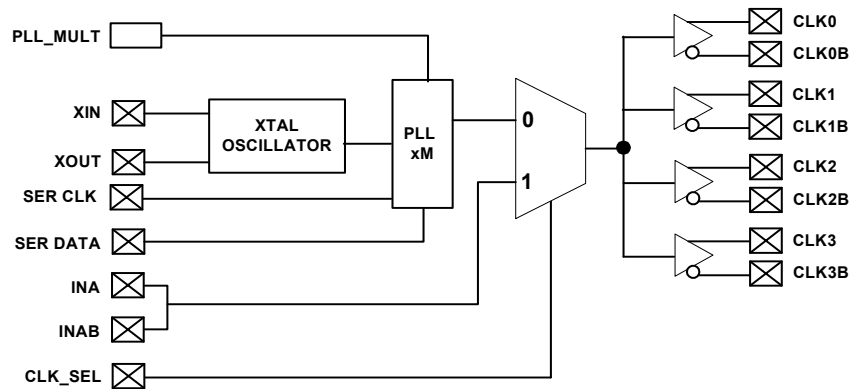 PLL_MULT
XIN
XOUT
SER CLK
SER DATA
INA
INAB
CLK_SEL
XTAL
OSCILLATOR
PLL
xM
0
1
CLK0
CLK0B
CLK1
CLK1B
CLK2
CLK2B
CLK3
CLK3B